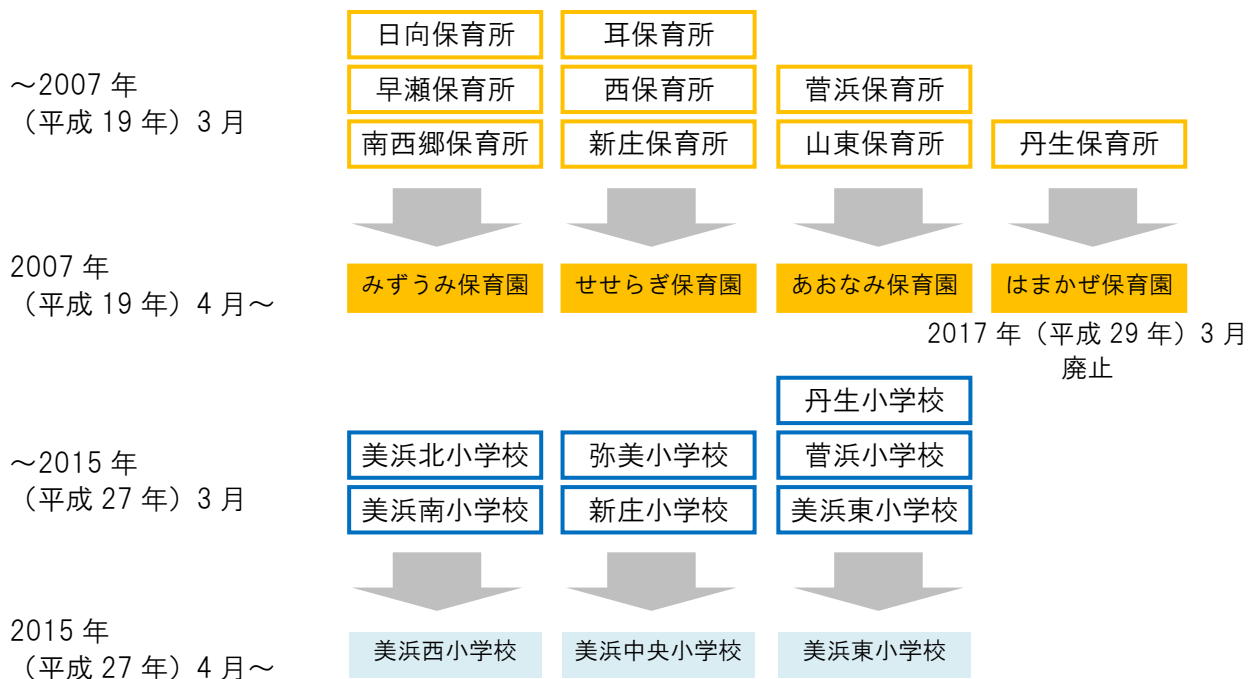 日向保育所 耳保育所
～2007 年 早瀬保育所 西保育所 菅浜保育所
（平成 19 年）3 月 南西郷保育所 新庄保育所 山東保育所 丹生保育所
2007 年
（平成 19 年）4 月～ みずうみ保育園 せせらぎ保育園 あおなみ保育園 はまかぜ保育園
2017 年（平成 29 年）3 月
廃止
丹生小学校
～2015 年 美浜北小学校 弥美小学校 菅浜小学校
（平成 27 年）3 月 美浜南小学校 新庄小学校 美浜東小学校
2015 年
（平成 27 年）4 月～ 美浜西小学校 美浜中央小学校 美浜東小学校